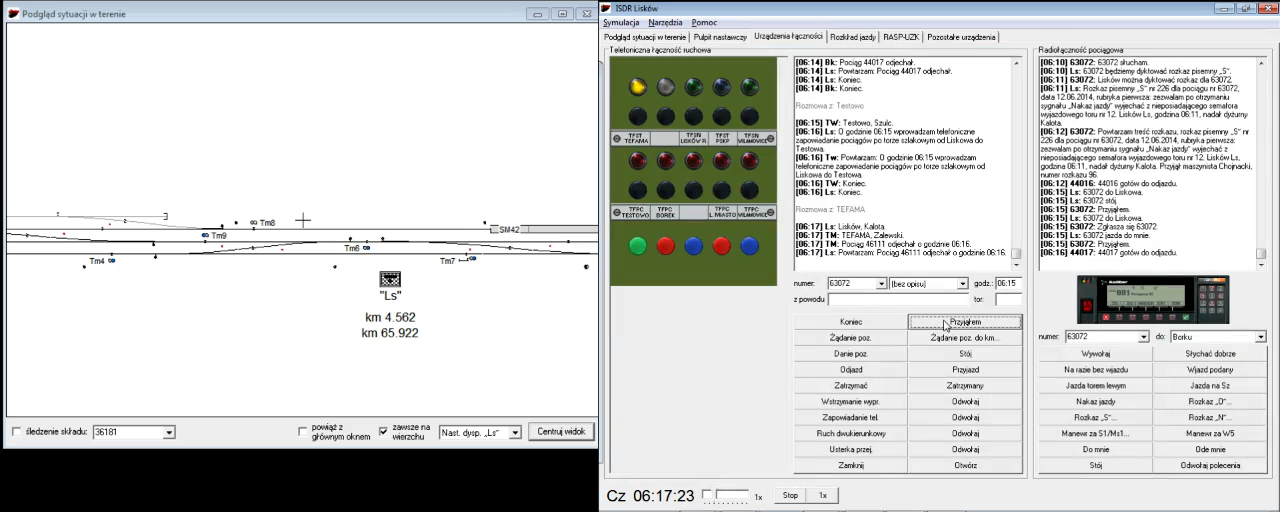 Podgląd sytuacji w terenie
Tm8
Tm9
SM42
Tm6
Tm4
Tm7
"Ls"
km 4.562
km 65.922
śledzenie składu:
36181
powiąż z
głównym oknem
zawsze na
wierzchu
Nast. dysp. „Ls"
Centruj widok
ISDR Lisków
Symulacja Narzędzia Pomoc
Podgląd sytuacji w terenie Pulpit nastawczy Urządzenia łączności Rozkład jazdy RASP-UZK Pozostałe urządzenia
Telefoniczna łączność ruchowa
TFST
TEFAMA
TFSN
LISKÓW R.
TFST
PSKP
TFSN
WILAMOWICE
TFPC
TESTOWO
TFPC
BOREK
TFPC
L.MIASTO
TFPC
WILAMOWICE
[06:14] Bk: Pociąg 44017 odjechał.
[06:14] Ls: Powtarzam: Pociąg 44017 odjechał.
[06:14] Ls: Koniec.
[06:14] Bk: Koniec.
Rozmowa z: Testowo
[06:15] TW: Testowo, Szulc.
[06:16] Ls: O godzinie 06:15 wprowadzam telefoniczne
zapowiadanie pociągów po torze szlakowym od Liskowa do
Testowa.
[06:16] Tw: Powtarzam: O godzinie 06:15 wprowadzam
telefoniczne zapowiadanie pociągów po torze szlakowym od
Liskowa do Testowa.
[06:16] TW: Koniec.
[06:16] Ls: Koniec.
Rozmowa z: TEFAMA
[06:17] Ls: Lisków, Kalota.
[06:17] TM: TEFAMA, Zalewski.
[06:17] TM: Pociąg 46111 odjechał o godzinie 06:16.
[06:17] Ls: Powtarzam: Pociąg 46111 odjechał o godzinie 06:16.
numer: 63072 (bez opisu) godz.: 06:15
z powodu tor:
Koniec Przyjąłem
Żądanie poz. Żądanie poz. do km...
Danie poz. Stój
Odjazd Przyjazd
Zatrzymać Zatrzymany
Wstrzymanie wypr. Odwołaj
Zapowiadanie tel. Odwołaj
Ruch dwukierunkowy Odwołaj
Usterka przej. Odwołaj
Zamknij Otwórz
Radiołączność pociągowa
[06:10] 63072: 63072 słucham.
[06:10] Ls: 63072 będziemy dyktować rozkaz pisemny „S".
[06:11] 63072: Lisków można dyktować rozkaz dla 63072.
[06:11] Ls: Rozkaz pisemny „S" nr 226 dla pociągu nr 63072,
data 12.06.2014, rubryka pierwsza: zezwalam po otrzymaniu
sygnału „Nakaz jazdy" wyjechać z nieposiadającego semafora
wyjazdowego toru nr 12. Lisków Ls, godzina 06:11, nadał dyżurny
Kalota.
[06:12] 63072: Powtarzam treść rozkazu, rozkaz pisemny „S" nr
226 dla pociągu nr 63072, data 12.06.2014, rubryka pierwsza:
zezwalam po otrzymaniu sygnału „Nakaz jazdy" wyjechać z
nieposiadającego semafora wyjazdowego toru nr 12. Lisków Ls,
godzina 06:11, nadał dyżurny Kalota. Przyjął maszynista Chojnacki,
numer rozkazu 96.
[06:12] 44016: 44016 gotów do odjazdu.
[06:15] 63072: 63072 do Liskowa.
[06:15] Ls: 63072 stój.
[06:15] 63072: Przyjąłem.
[06:15] Ls: 63072 do Liskowa.
[06:15] 63072: Zgłasza się 63072.
[06:15] Ls: 63072 jazda do mnie.
[06:15] 63072: Przyjąłem.
[06:16] 44017: 44017 gotów do odjazdu.
numer: 63072 do: Borku
Wywołaj Słychać dobrze
Na razie bez wjazdu Wjazd podany
Jazda torem lewym Jazda na Sz
Nakaz jazdy Rozkaz „O"...
Rozkaz „S"... Rozkaz „N"...
Manewr za S1/Ms1... Manewr za W5
Do mnie Ode mnie
Stój Odwołaj polecenia
Cz 06:17:23 1x Stop 1x